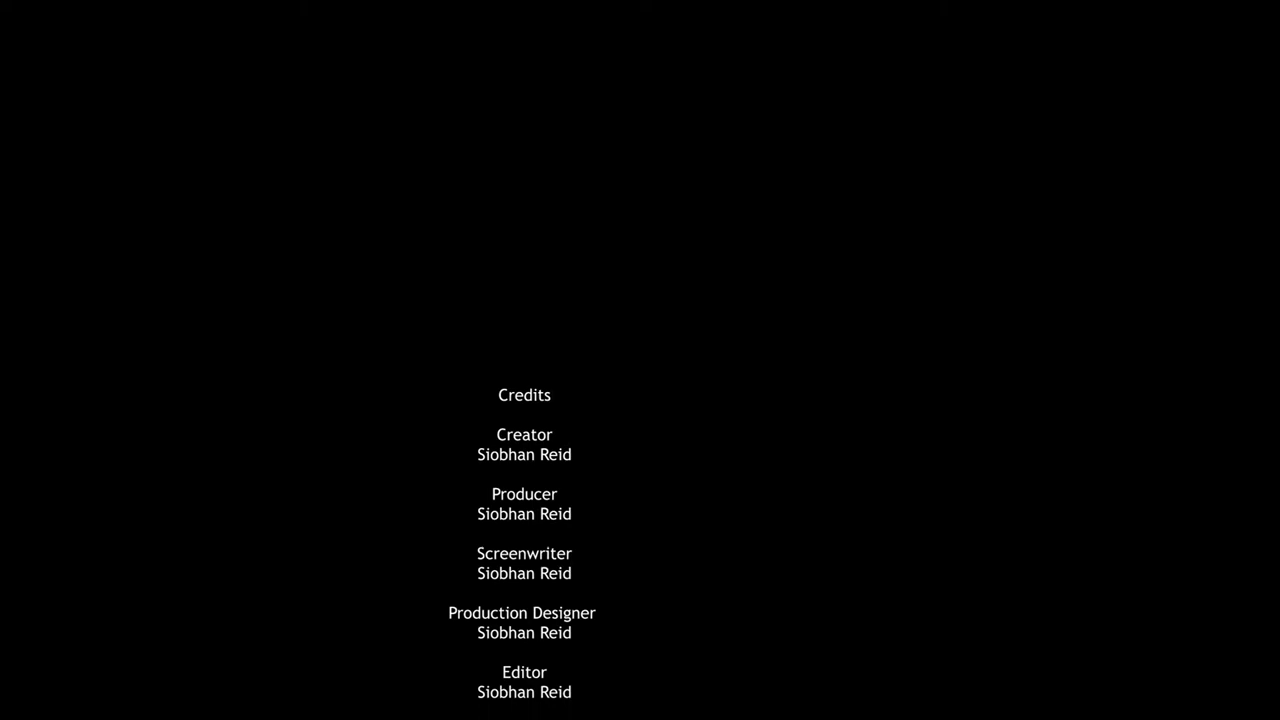 Credits
Creator
Siobhan Reid
Producer
Siobhan Reid
Screenwriter
Siobhan Reid
Production Designer
Siobhan Reid
Editor
Siobhan Reid